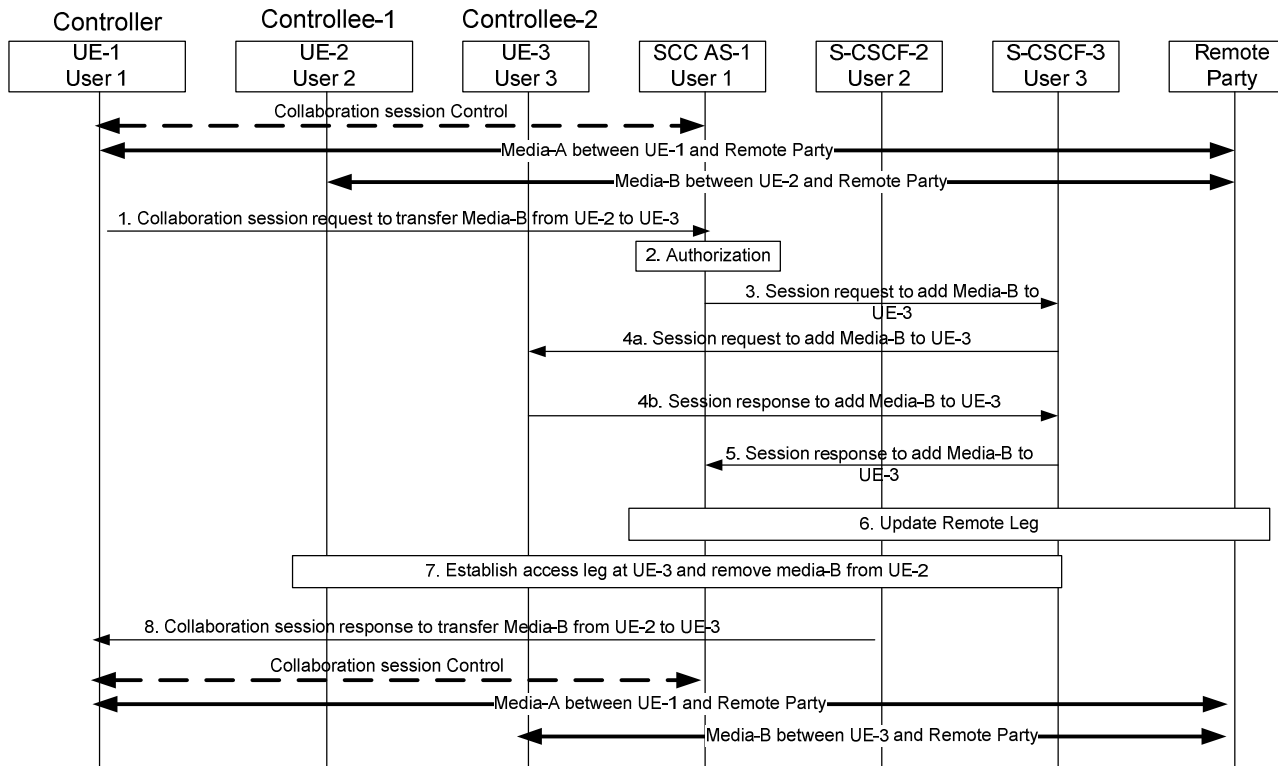 Controller
Controllee-1
Controllee-2
UE-1
User 1
UE-2
User 2
UE-3
User 3
SCC AS-1
User 1
S-CSCF-2
User 2
S-CSCF-3
User 3
Remote
Party
Collaboration session Control
Media-A between UE-1 and Remote Party
Media-B between UE-2 and Remote Party
1. Collaboration session request to transfer Media-B from UE-2 to UE-3
2. Authorization
3. Session request to add Media-B to
UE-3
4a. Session request to add Media-B to UE-3
4b. Session response to add Media-B to UE-3
5. Session response to add Media-B to
UE-3
6. Update Remote Leg
7. Establish access leg at UE-3 and remove media-B from UE-2
8. Collaboration session response to transfer Media-B from UE-2 to UE-3
Collaboration session Control
Media-A between UE-1 and Remote Party
Media-B between UE-3 and Remote Party